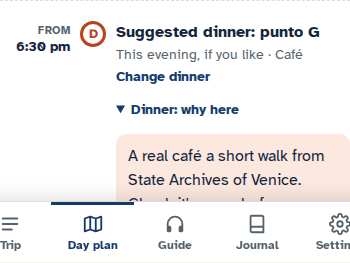 FROM
6:30 pm
D
Suggested dinner: punto G
This evening, if you like · Café
Change dinner
▼ Dinner: why here
A real café a short walk from
State Archives of Venice.
Trip
Day plan
Guide
Journal